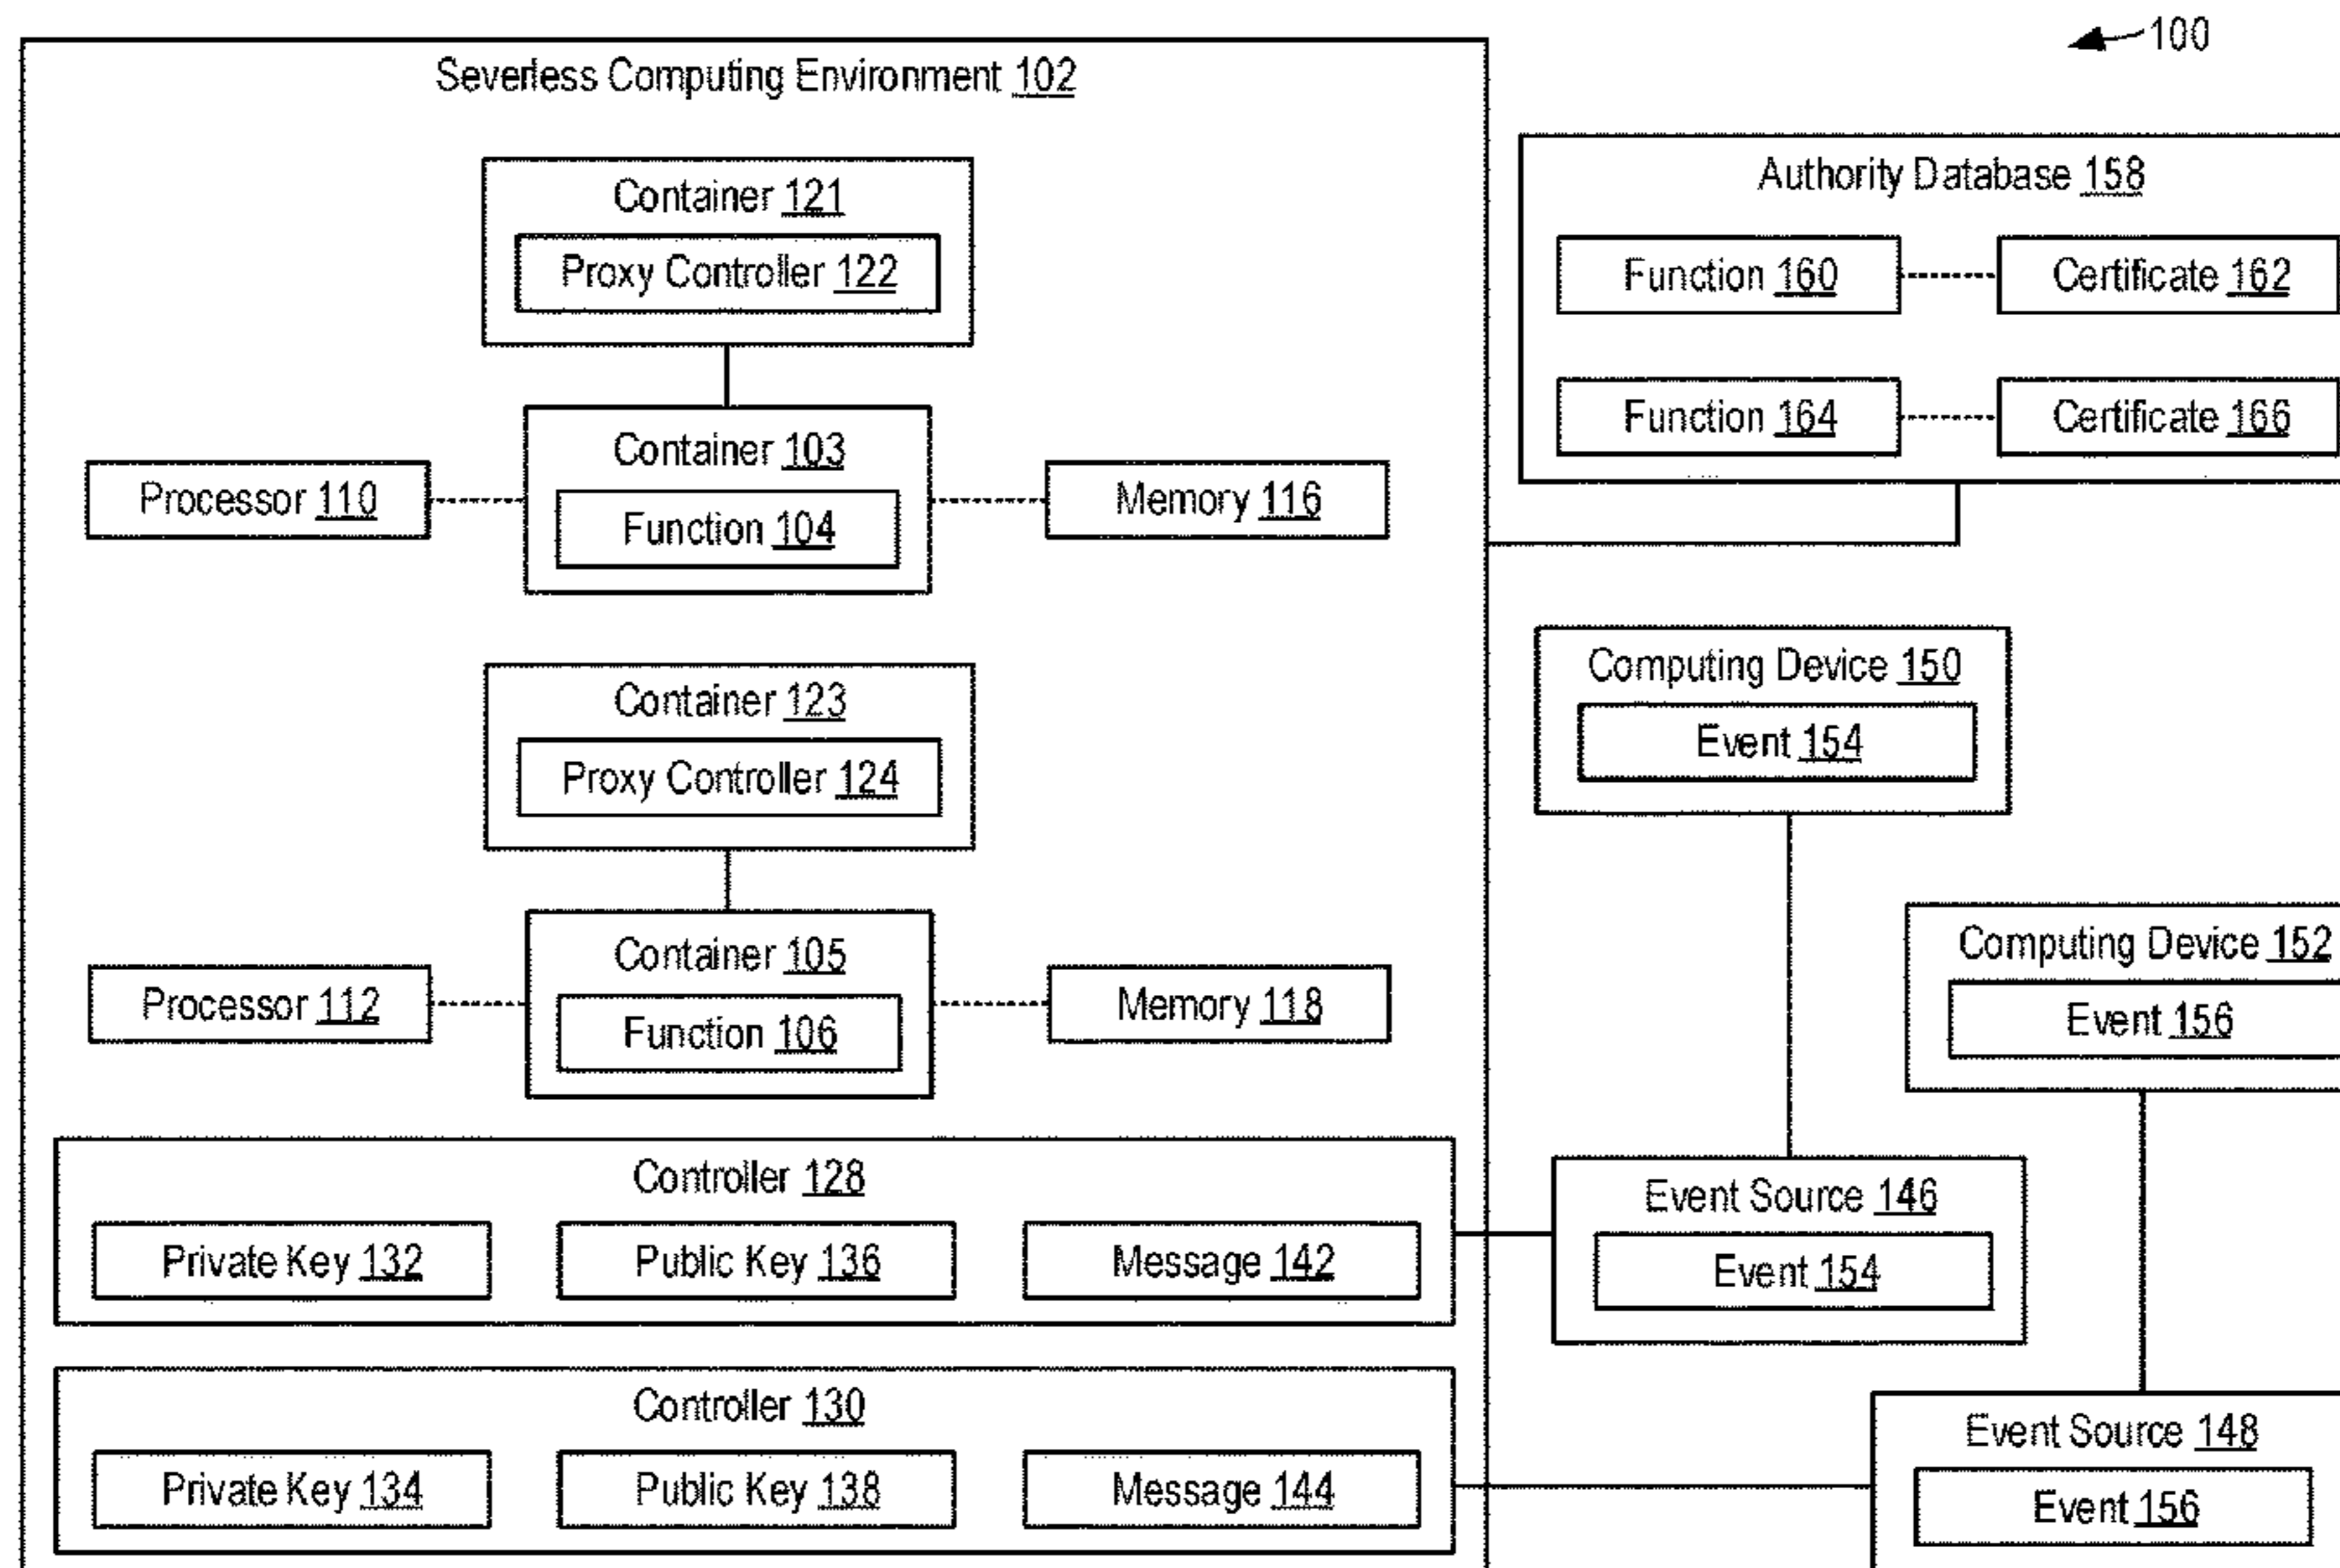 100
Severless Computing Environment 102
Container 121
Proxy Controller 122
Container 103
Processor 110
Function 104
Memory 116
Container 123
Proxy Controller 124
Container 105
Processor 112
Function 106
Memory 118
Controller 128
Private Key 132
Public Key 136
Message 142
Controller 130
Private Key 134
Public Key 138
Message 144
Authority Database 158
Function 160
Certificate 162
Function 164
Certificate 166
Computing Device 150
Event 154
Computing Device 152
Event 156
Event Source 146
Event 154
Event Source 148
Event 156